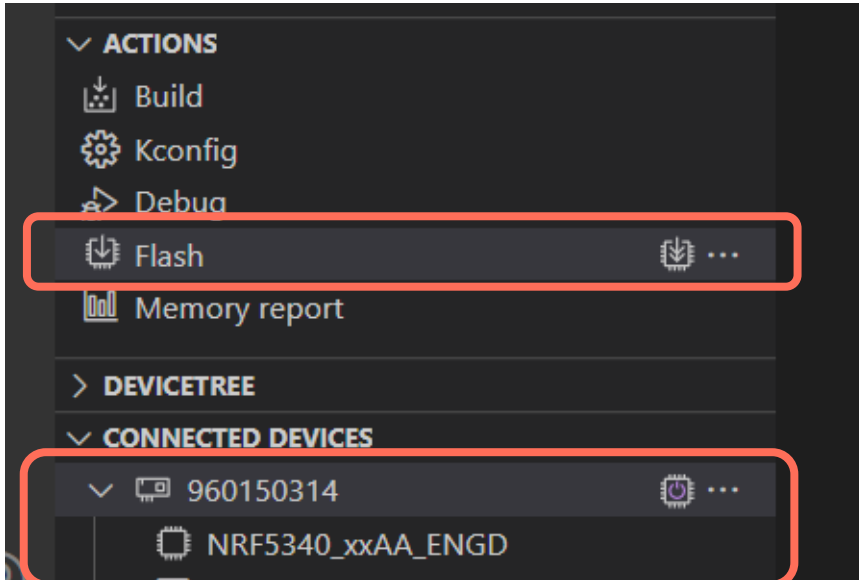 ACTIONS
Build
Kconfig
Debug
Flash
Memory report
DEVICETREE
CONNECTED DEVICES
960150314
NRF5340_xxAA_ENGD